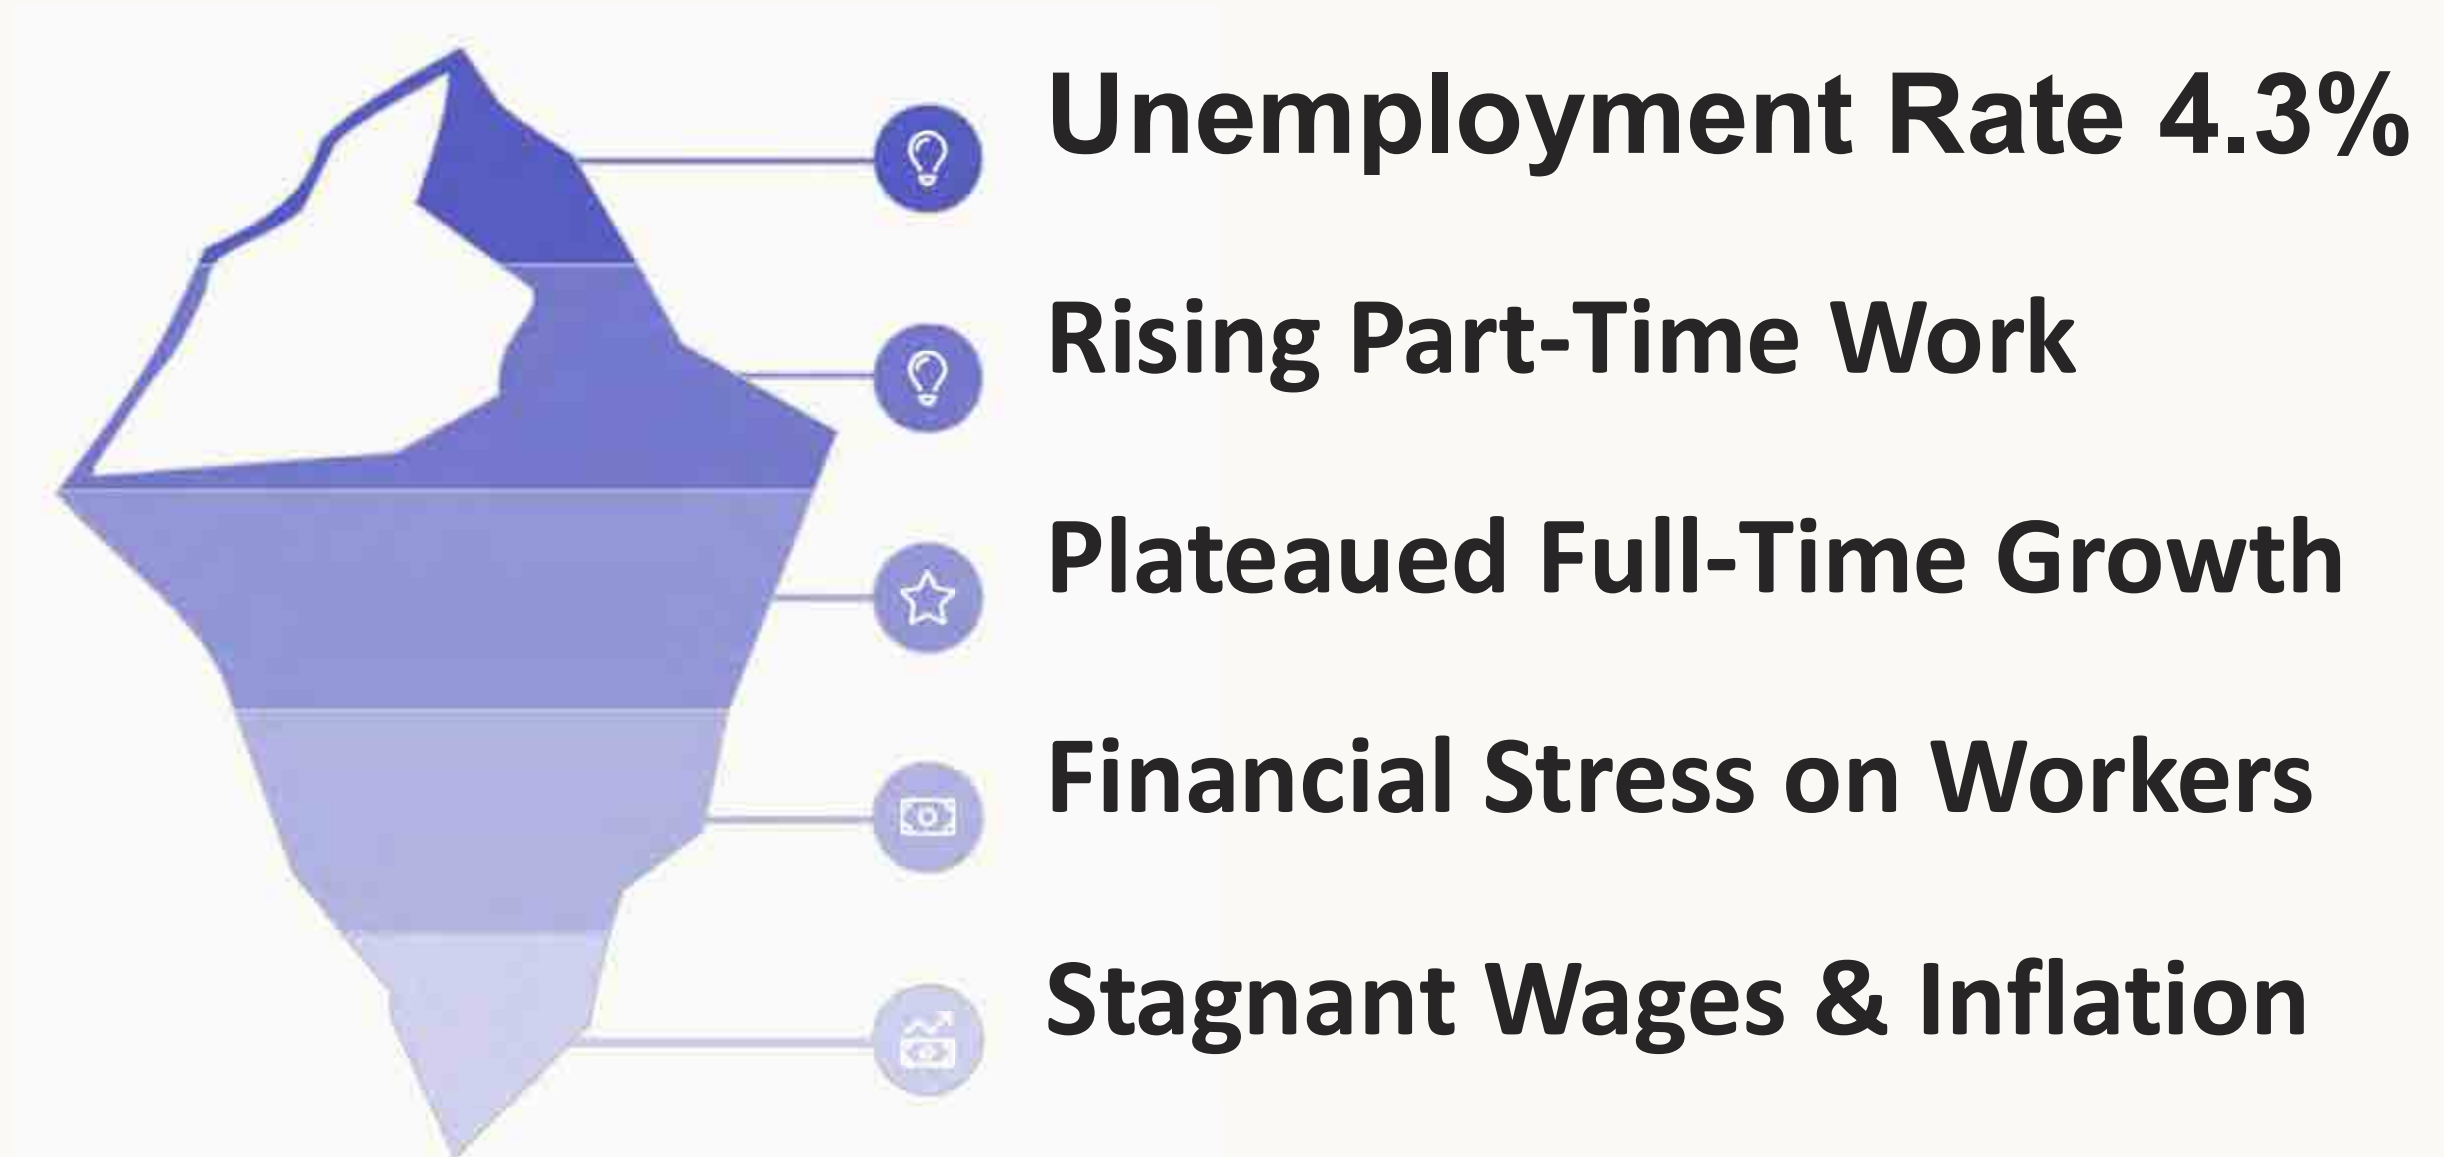 Unemployment Rate 4.3%
Rising Part-Time Work
Plateaued Full-Time Growth
Financial Stress on Workers
Stagnant Wages & Inflation